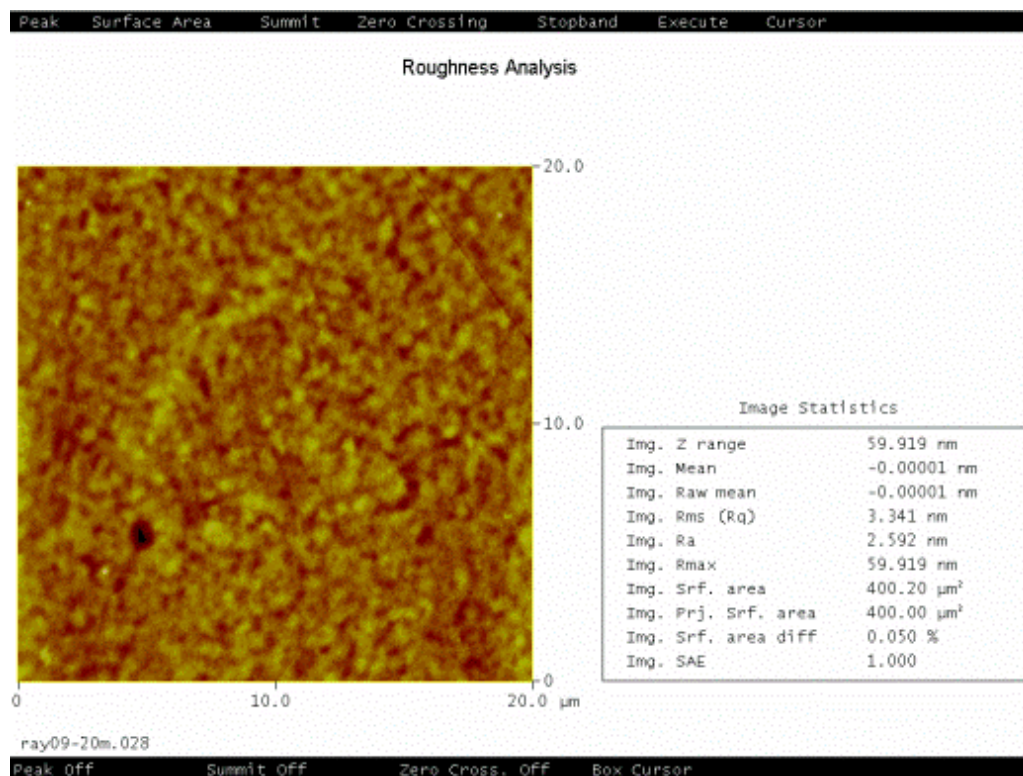 Peak Surface Area Summit Zero Crossing Stopband Execute Cursor
Roughness Analysis
20.0
10.0
0
0 10.0 20.0 µm
Image Statistics
Img. Z range 59.919 nm
Img. Mean -0.00001 nm
Img. Raw mean -0.00001 nm
Img. Rms (Rq) 3.341 nm
Img. Ra 2.592 nm
Img. Rmax 59.919 nm
Img. Srf. area 400.20 µm²
Img. Prj. Srf. area 400.00 µm²
Img. Srf. area diff 0.050 %
Img. SAE 1.000
ray09-20m.028
Peak Off Summit Off Zero Cross. Off Box Cursor